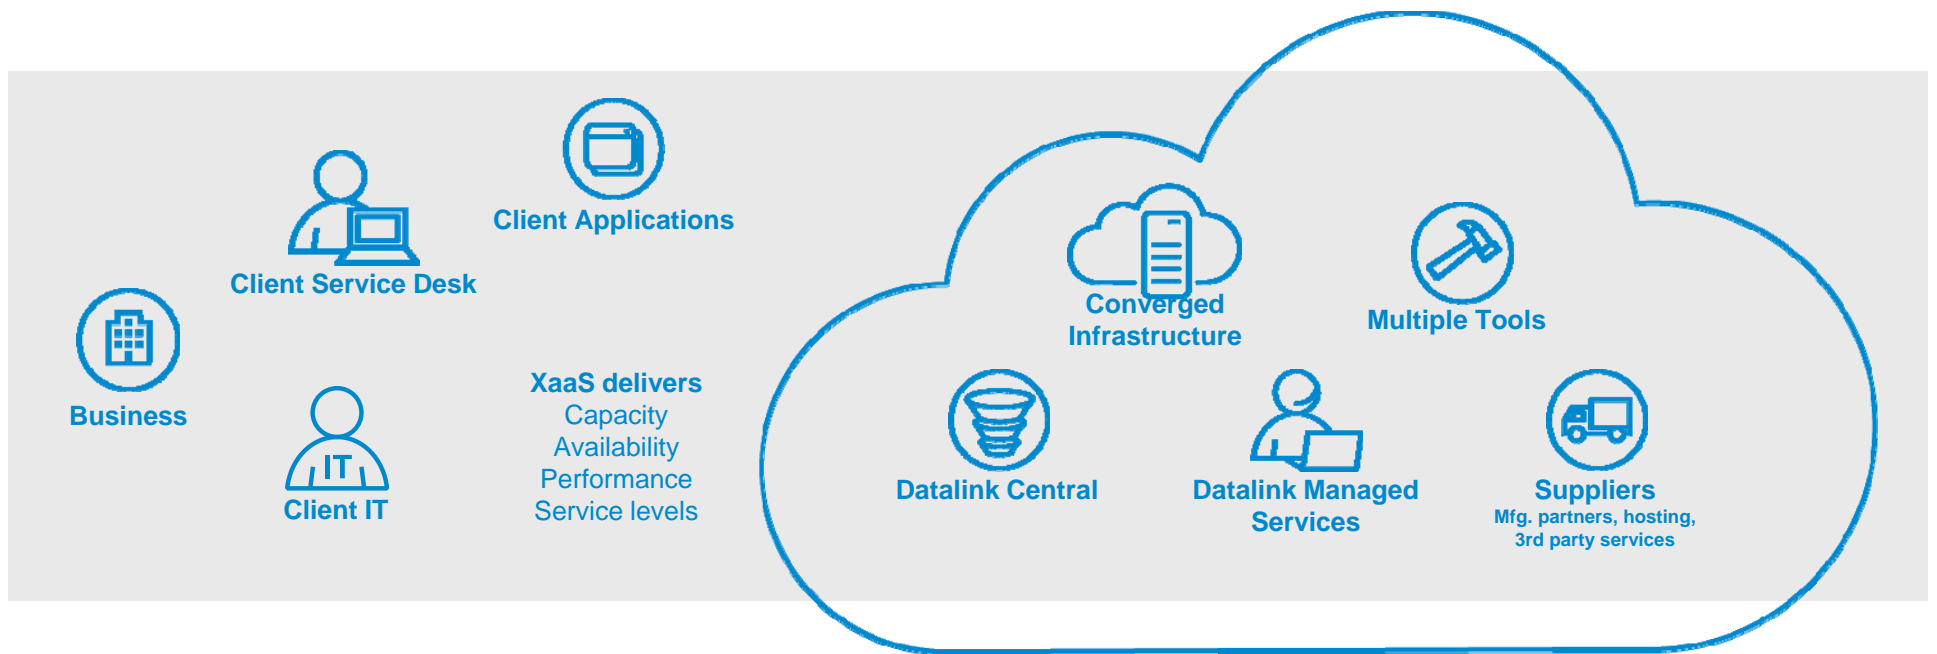 Client Applications
Client Service Desk
Business
IT
Client IT
XaaS delivers
Capacity
Availability
Performance
Service levels
Converged
Infrastructure
Multiple Tools
Datalink Central
Datalink Managed
Services
Suppliers
Mfg. partners, hosting,
3rd party services